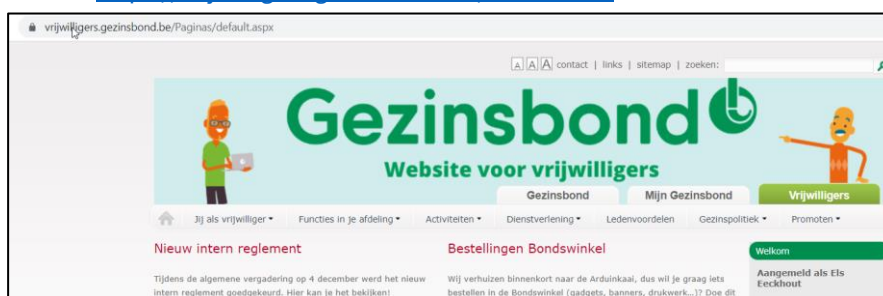 vrijwilligers.gezinsbond.be/Paginas/default.aspx
A A A contact | links | sitemap | zoeken:
Gezinsbond
Website voor vrijwilligers
Gezinsbond Mijn Gezinsbond Vrijwilligers
Jij als vrijwilliger Functies in je afdeling Activiteiten Dienstverlening Ledenvoordelen Gezinspolitiek Promoten
Nieuw intern reglement
Tijdens de algemene vergadering op 4 december werd het nieuw
intern reglement goedgekeurd. Hier kan je het bekijken!
Bestellingen Bondswinkel
Wij verhuizen binnenkort naar de Arduinkaai, dus wil je graag iets
bestellen in de Bondswinkel (gadgets, banners, drukwerk...)? Doe dit
Welkom
Aangemeld als Els
Eeckhout